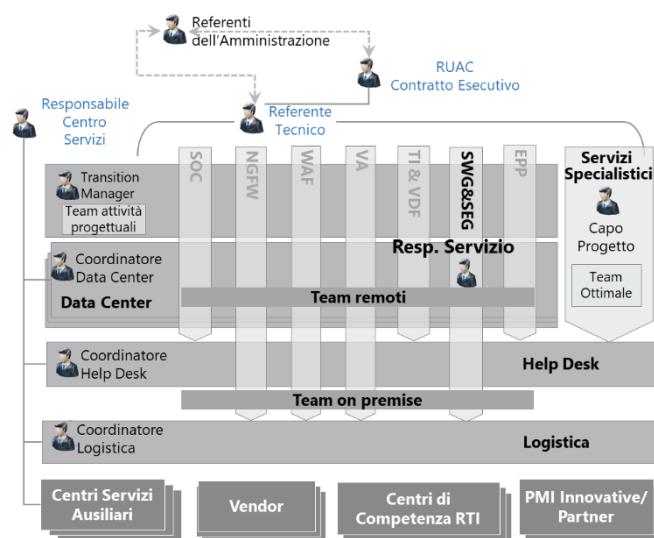 Referenti
dell'Amministrazione
RUAC
Contratto Esecutivo
Responsabile
Centro
Servizi
Referente
Tecnico
SOC
NGFW
WAF
VA
TI & VDF
SWG&SEG
EPP
Servizi
Specialistici
Transition
Manager
Team attività
progettuali
Capo
Progetto
Resp. Servizio
Coordinatore
Data Center
Data Center
Team remoti
Team
Ottimale
Coordinatore
Help Desk
Help Desk
Team on premise
Coordinatore
Logistica
Logistica
Centri Servizi
Ausiliari
Vendor
Centri di
Competenza RTI
PMI Innovative/
Partner